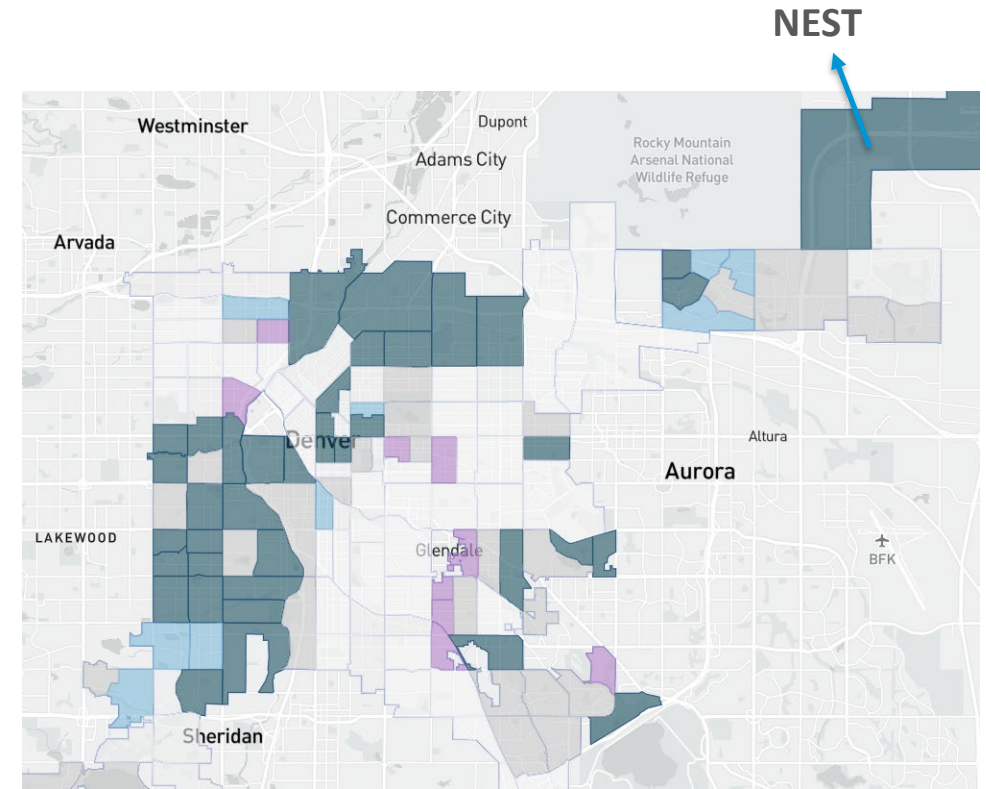 NEST
Westminster
Dupont
Rocky Mountain
Arsenal National
Wildlife Refuge
Adams City
Commerce City
Arvada
Denver
Altura
Aurora
LAKEWOOD
Glendale
BFK
Sheridan